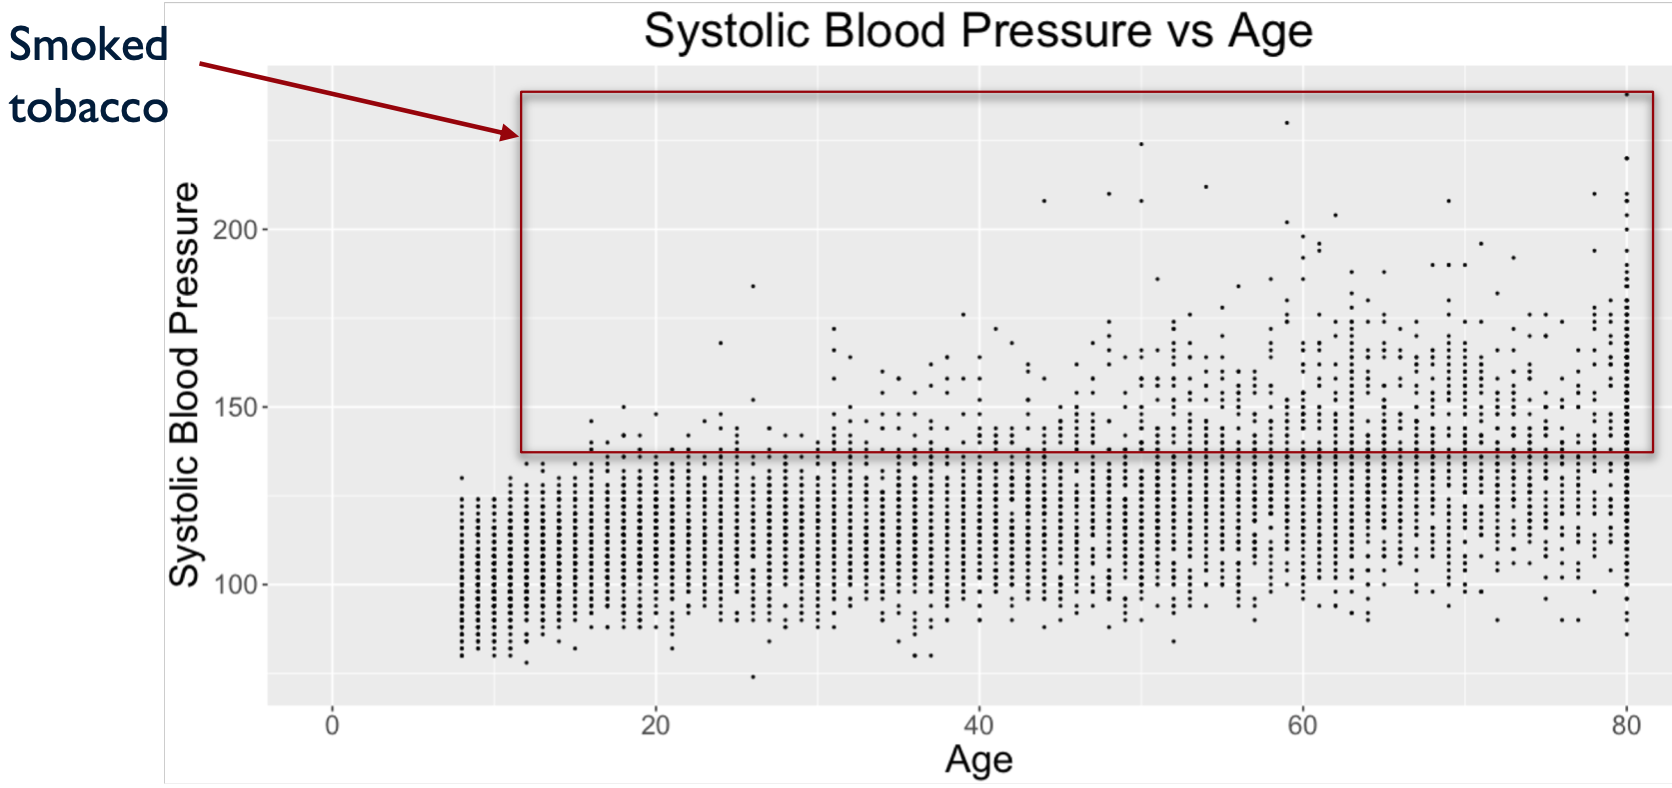 Smoked
tobacco
Systolic Blood Pressure vs Age
Systolic Blood Pressure
200
150
100
0 20 40 60 80
Age